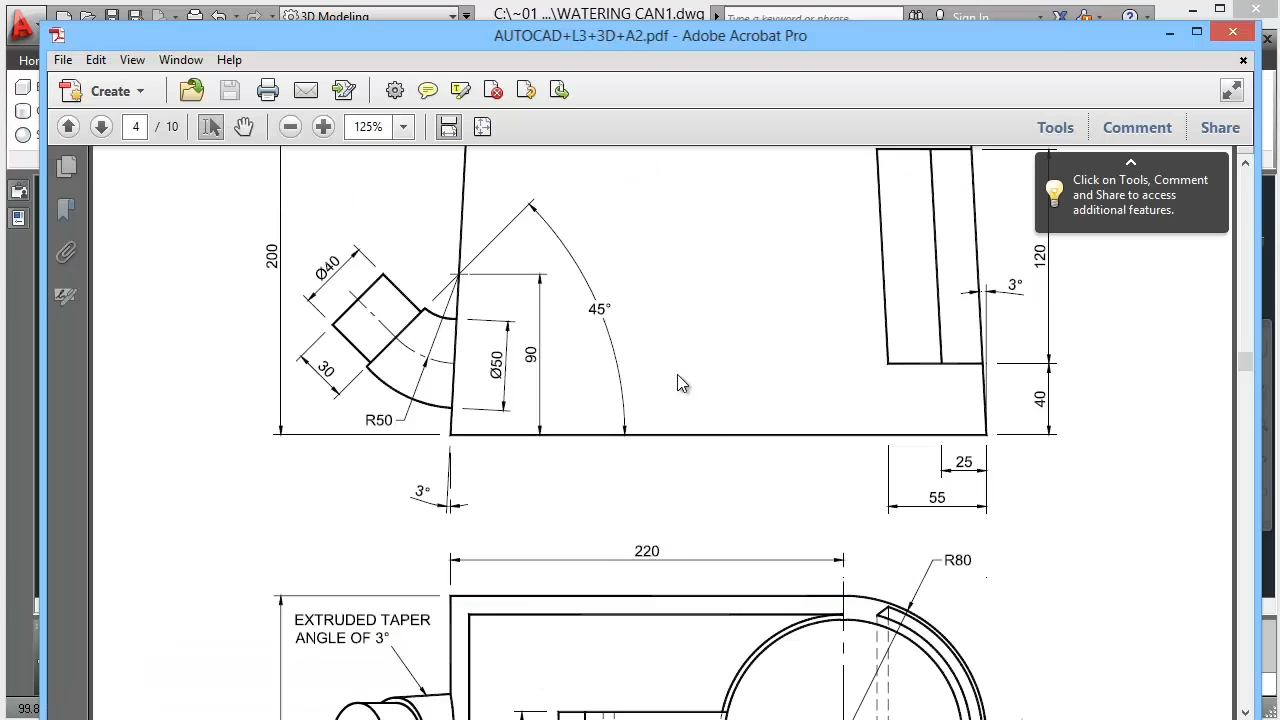 3D Modeling
C:\~01 ...\WATERING CAN1.dwg
Type a keyword or phrase
Sign In
AUTOCAD+L3+3D+A2.pdf - Adobe Acrobat Pro
File Edit View Window Help
Create
4 / 10 125% Tools Comment Share
Click on Tools, Comment
and Share to access
additional features.
200
Ø40
30
R50
Ø50
90
45°
120
3°
40
25
55
3°
220
R80
EXTRUDED TAPER
ANGLE OF 3°
99.8